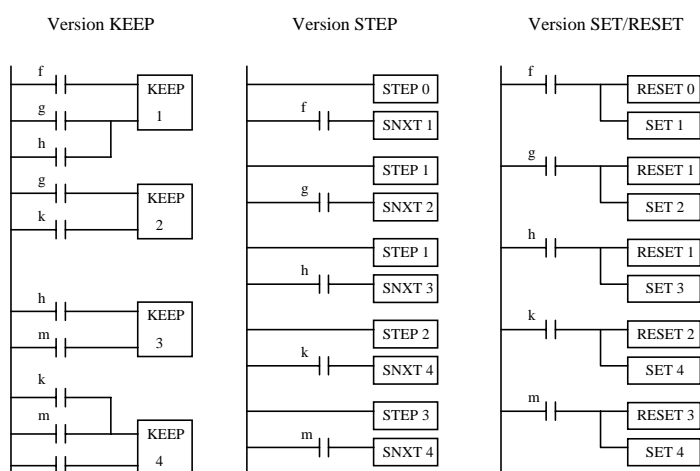 Version KEEP
f
KEEP
g
1
h
g
KEEP
k
2
h
KEEP
m
3
k
m
KEEP
4
Version STEP
STEP 0
f
SNXT 1
STEP 1
g
SNXT 2
STEP 1
h
SNXT 3
STEP 2
k
SNXT 4
STEP 3
m
SNXT 4
Version SET/RESET
f
RESET 0
SET 1
g
RESET 1
SET 2
h
RESET 1
SET 3
k
RESET 2
SET 4
m
RESET 3
SET 4